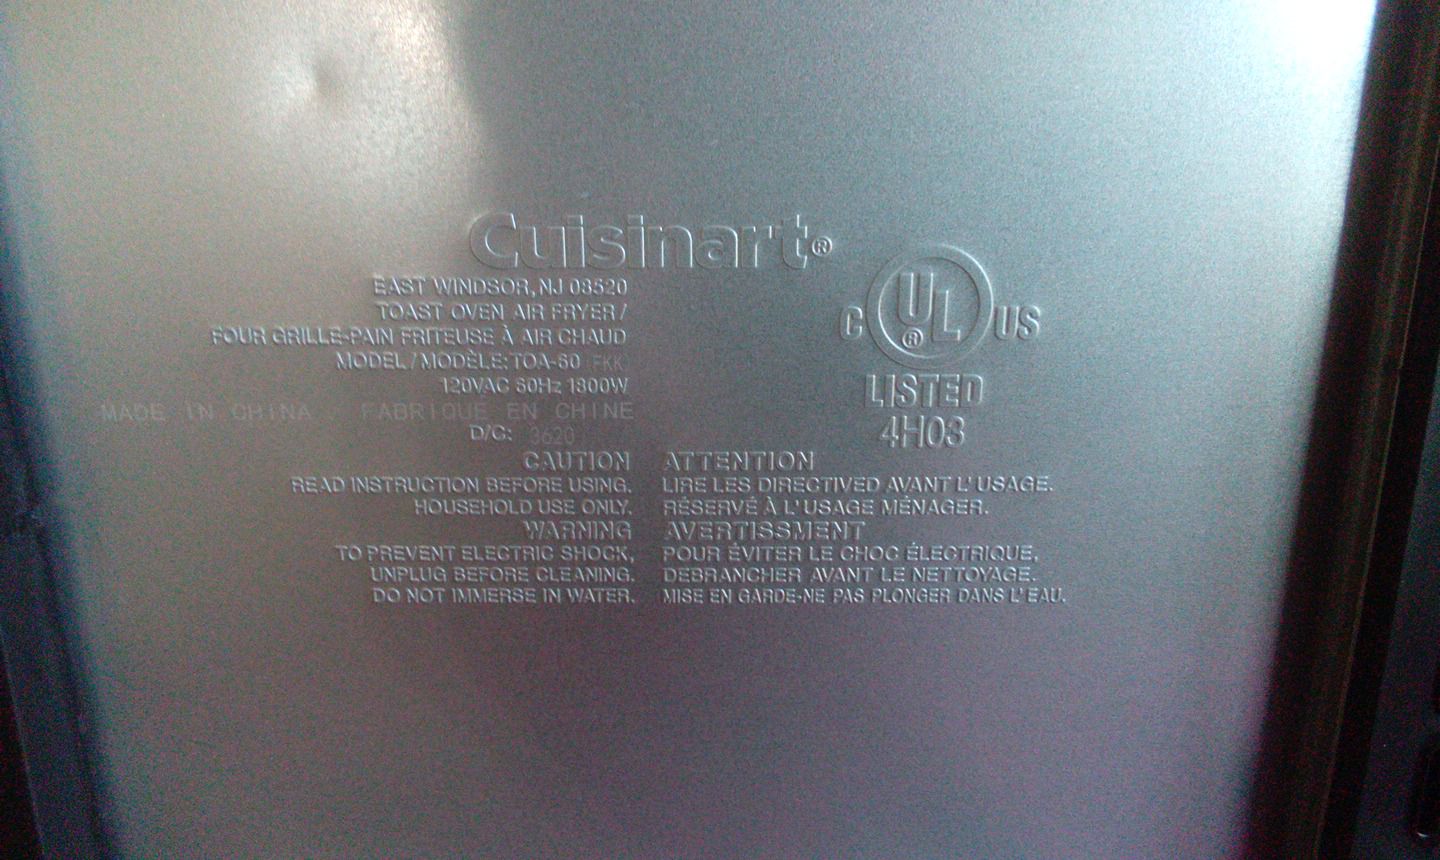 Cuisinart®
EAST WINDSOR, NJ 08520
TOAST OVEN AIR FRYER /
FOUR GRILLE-PAIN FRITEUSE À AIR CHAUD
MODEL / MODÈLE: TOA-60 FKK
120VAC 60Hz 1800W
MADE IN CHINA FABRIQUE EN CHINE
D/C: 3620
C UL® US
LISTED
4H03
CAUTION
READ INSTRUCTION BEFORE USING.
HOUSEHOLD USE ONLY.
WARNING
TO PREVENT ELECTRIC SHOCK,
UNPLUG BEFORE CLEANING.
DO NOT IMMERSE IN WATER.
ATTENTION
LIRE LES DIRECTIVED AVANT L'USAGE.
RÉSERVÉ À L'USAGE MÉNAGER.
AVERTISSMENT
POUR ÉVITER LE CHOC ÉLECTRIQUE,
DEBRANCHER AVANT LE NETTOYAGE.
MISE EN GARDE-NE PAS PLONGER DANS L'EAU.